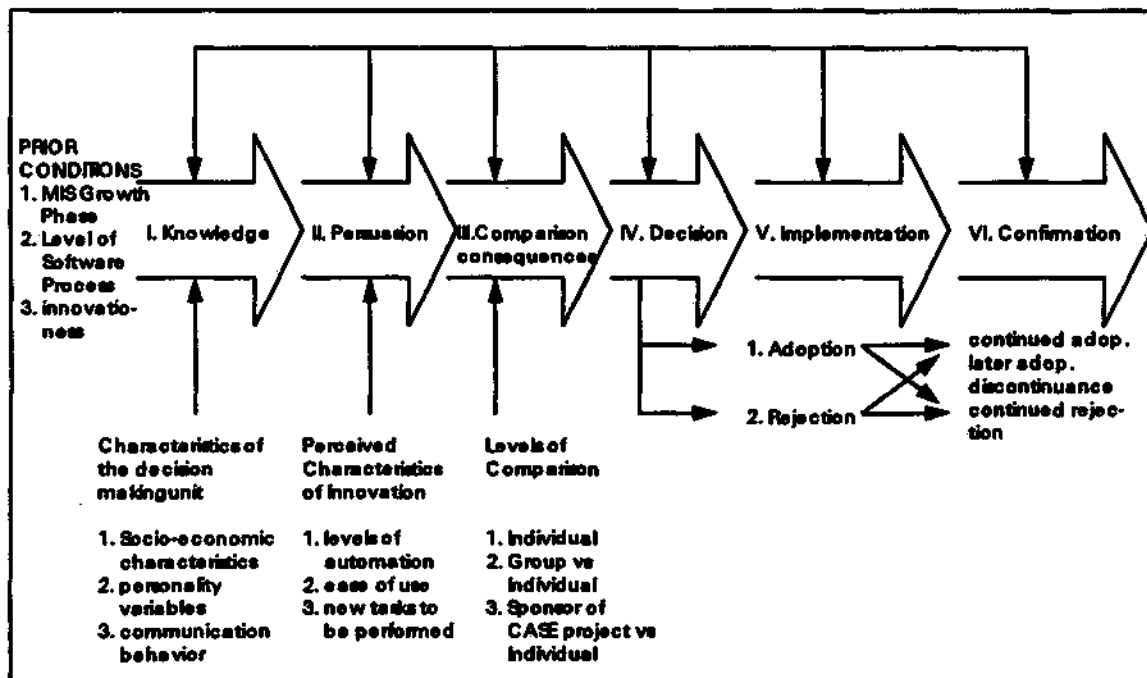 PRIOR
CONDITIONS
1. MIS Growth
Phase
2. Level of
Software
Process
3. innovatio-
ness
I. Knowledge
II. Persuasion
III.Comparison
consequences
IV. Decision
V. Implementation
VI. Confirmation
1. Adoption
2. Rejection
continued adop.
later adop.
discontinuance
continued rejec-
tion
Characteristics of
the decision
makingunit
1. Socio-economic
characteristics
2. personality
variables
3. communication
behavior
Perceived
Characteristics
of Innovation
1. levels of
automation
2. ease of use
3. new tasks to
be performed
Levels of
Comparison
1. Individual
2. Group vs
Individual
3. Sponsor of
CASE project vs
Individual